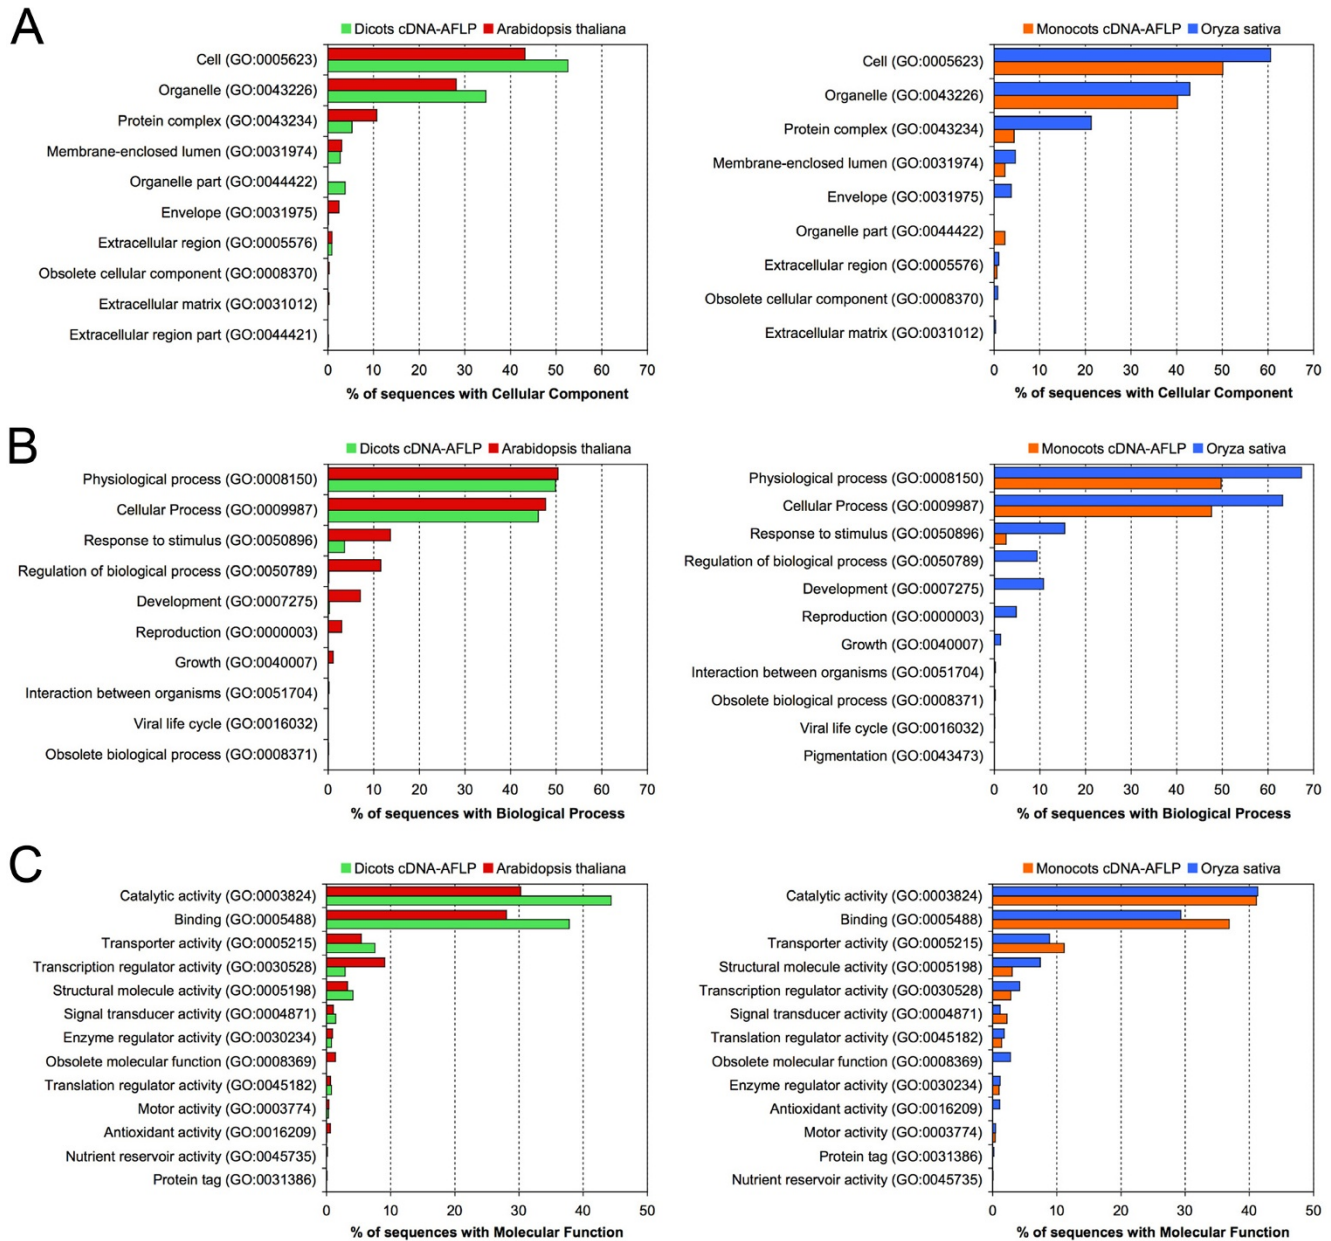 A
Dicots cDNA-AFLP Arabidopsis thaliana
Cell (GO:0005623)
Organelle (GO:0043226)
Protein complex (GO:0043234)
Membrane-enclosed lumen (GO:0031974)
Organelle part (GO:0044422)
Envelope (GO:0031975)
Extracellular region (GO:0005576)
Obsolete cellular component (GO:0008370)
Extracellular matrix (GO:0031012)
Extracellular region part (GO:0044421)
0 10 20 30 40 50 60 70
% of sequences with Cellular Component
Monocots cDNA-AFLP Oryza sativa
Cell (GO:0005623)
Organelle (GO:0043226)
Protein complex (GO:0043234)
Membrane-enclosed lumen (GO:0031974)
Envelope (GO:0031975)
Organelle part (GO:0044422)
Extracellular region (GO:0005576)
Obsolete cellular component (GO:0008370)
Extracellular matrix (GO:0031012)
0 10 20 30 40 50 60 70
% of sequences with Cellular Component
B
Dicots cDNA-AFLP Arabidopsis thaliana
Physiological process (GO:0008150)
Cellular Process (GO:0009987)
Response to stimulus (GO:0050896)
Regulation of biological process (GO:0050789)
Development (GO:0007275)
Reproduction (GO:0000003)
Growth (GO:0040007)
Interaction between organisms (GO:0051704)
Viral life cycle (GO:0016032)
Obsolete biological process (GO:0008371)
0 10 20 30 40 50 60 70
% of sequences with Biological Process
Monocots cDNA-AFLP Oryza sativa
Physiological process (GO:0008150)
Cellular Process (GO:0009987)
Response to stimulus (GO:0050896)
Regulation of biological process (GO:0050789)
Development (GO:0007275)
Reproduction (GO:0000003)
Growth (GO:0040007)
Interaction between organisms (GO:0051704)
Obsolete biological process (GO:0008371)
Viral life cycle (GO:0016032)
Pigmentation (GO:0043473)
0 10 20 30 40 50 60 70
% of sequences with Biological Process
C
Dicots cDNA-AFLP Arabidopsis thaliana
Catalytic activity (GO:0003824)
Binding (GO:0005488)
Transporter activity (GO:0005215)
Transcription regulator activity (GO:0030528)
Structural molecule activity (GO:0005198)
Signal transducer activity (GO:0004871)
Enzyme regulator activity (GO:0030234)
Obsolete molecular function (GO:0008369)
Translation regulator activity (GO:0045182)
Motor activity (GO:0003774)
Antioxidant activity (GO:0016209)
Nutrient reservoir activity (GO:0045735)
Protein tag (GO:0031386)
0 10 20 30 40 50
% of sequences with Molecular Function
Monocots cDNA-AFLP Oryza sativa
Catalytic activity (GO:0003824)
Binding (GO:0005488)
Transporter activity (GO:0005215)
Structural molecule activity (GO:0005198)
Transcription regulator activity (GO:0030528)
Signal transducer activity (GO:0004871)
Translation regulator activity (GO:0045182)
Obsolete molecular function (GO:0008369)
Enzyme regulator activity (GO:0030234)
Antioxidant activity (GO:0016209)
Motor activity (GO:0003774)
Protein tag (GO:0031386)
Nutrient reservoir activity (GO:0045735)
0 10 20 30 40 50
% of sequences with Molecular Function